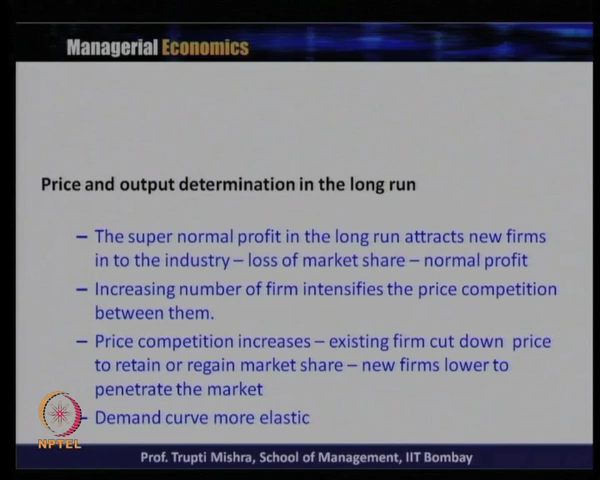 Managerial Economics
Price and output determination in the long run
– The super normal profit in the long run attracts new firms
in to the industry – loss of market share – normal profit
– Increasing number of firm intensifies the price competition
between them.
– Price competition increases – existing firm cut down price
to retain or regain market share – new firms lower to
penetrate the market
– Demand curve more elastic
NPTEL
Prof. Trupti Mishra, School of Management, IIT Bombay